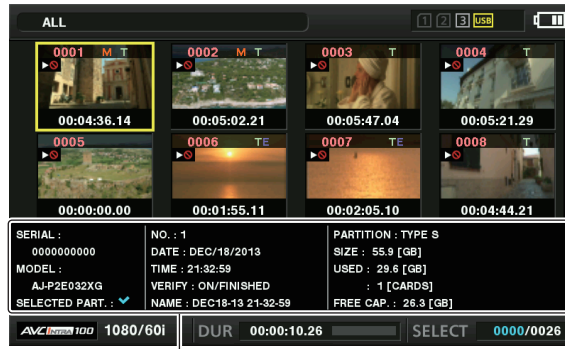 ALL 1 2 3 USB
0001 M T 0002 M T 0003 T 0004 T
00:04:36.14 00:05:02.21 00:05:47.04 00:05:21.29
0005 0006 TE 0007 TE 0008 T
00:00:00.00 00:01:55.11 00:02:05.10 00:04:44.21
SERIAL :
0000000000
MODEL :
AJ-P2E032XG
SELECTED PART. :
NO. : 1
DATE : DEC/18/2013
TIME : 21:32:59
VERIFY : ON/FINISHED
NAME : DEC18-13 21-32-59
PARTITION : TYPE S
SIZE : 55.9 [GB]
USED : 29.6 [GB]
: 1 [CARDS]
FREE CAP. : 26.3 [GB]
AVC INTRA 100 1080/60i DUR 00:00:10.26 SELECT 0000/0026